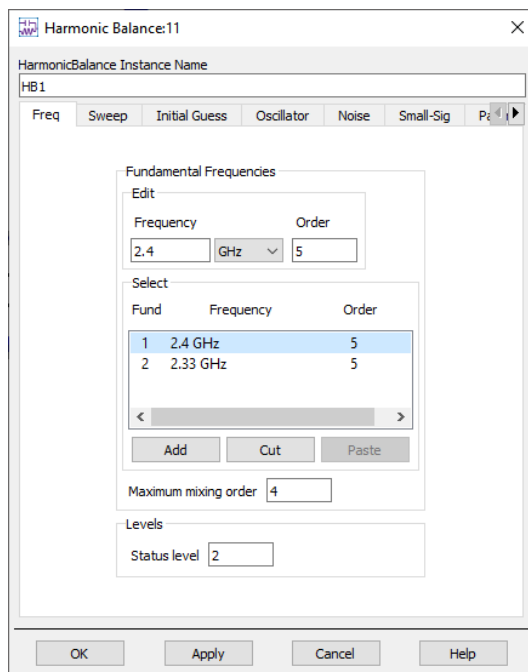 Harmonic Balance:11
HarmonicBalance Instance Name
HB1
Freq Sweep Initial Guess Oscillator Noise Small-Sig
Fundamental Frequencies
Edit
Frequency Order
2.4 GHz 5
Select
Fund Frequency Order
1 2.4 GHz 5
2 2.33 GHz 5
Add Cut Paste
Maximum mixing order 4
Levels
Status level 2
OK Apply Cancel Help